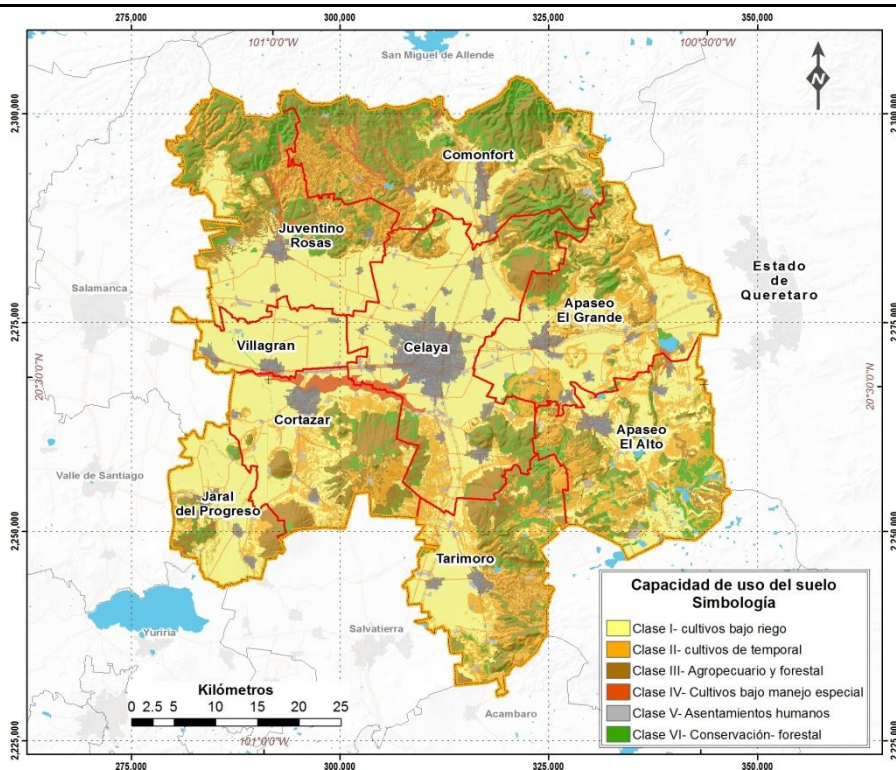 275,000
300,000
325,000
350,000
101°0'0"W
100°30'0"W
San Miguel de Allende
N
2,300,000
2,300,000
Comonfort
Juventino
Rosas
Estado
de
Queretaro
Salamanca
Apaseo
El Grande
2,275,000
2,275,000
Villagran
Celaya
20°30'0"N
20°30'0"N
Cortazar
Apaseo
El Alto
Valle de Santiago
Jaral
del Progreso
2,250,000
2,250,000
Tarimoro
Yuriria
Salvatierra
Acambaro
Kilómetros
0 2.5 5 10 15 20 25
Capacidad de uso del suelo
Simbología
Clase I- cultivos bajo riego
Clase II- cultivos de temporal
Clase III- Agropecuario y forestal
Clase IV- Cultivos bajo manejo especial
Clase V- Asentamientos humanos
Clase VI- Conservación- forestal
2,225,000
2,225,000
101°0'0"W
275,000
300,000
325,000
350,000